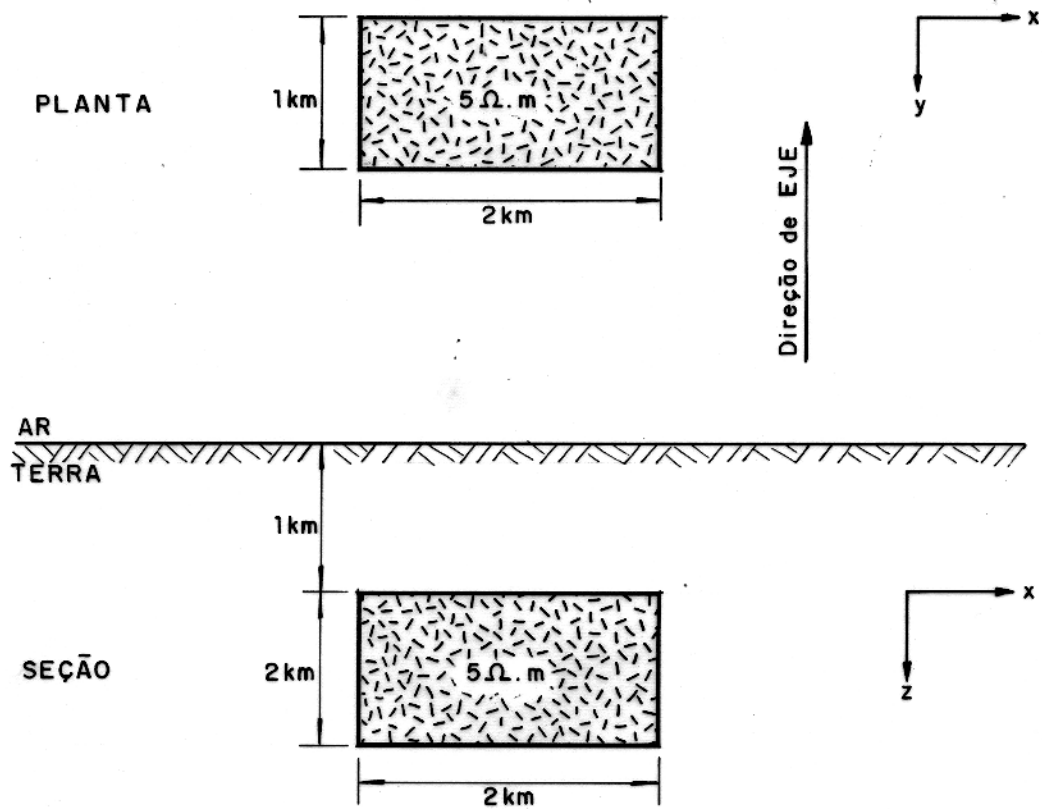 x
PLANTA
1km
5Ω.m
y
2km
Direção de EJE
AR
TERRA
1km
x
SEÇÃO
2km
5Ω.m
z
2km